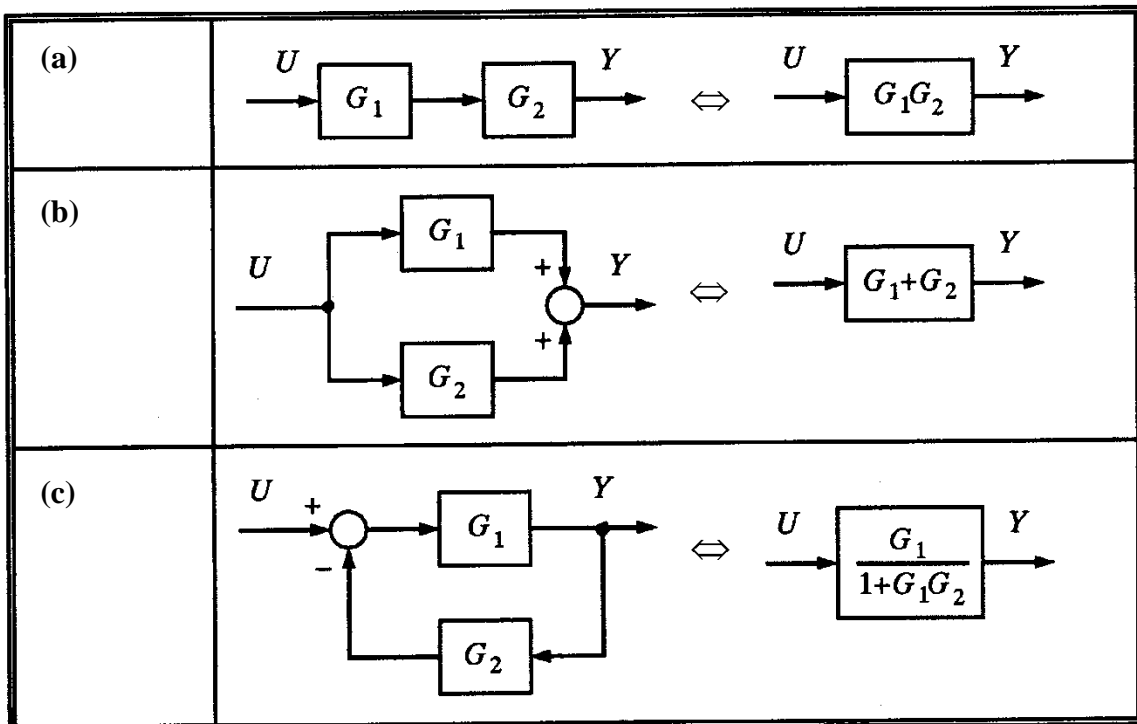 (a)
U G₁ G₂ Y ⇔ U G₁G₂ Y
(b)
U G₁ G₂ + + Y ⇔ U G₁+G₂ Y
(c)
U + − G₁ Y G₂ ⇔ U G₁ / 1+G₁G₂ Y